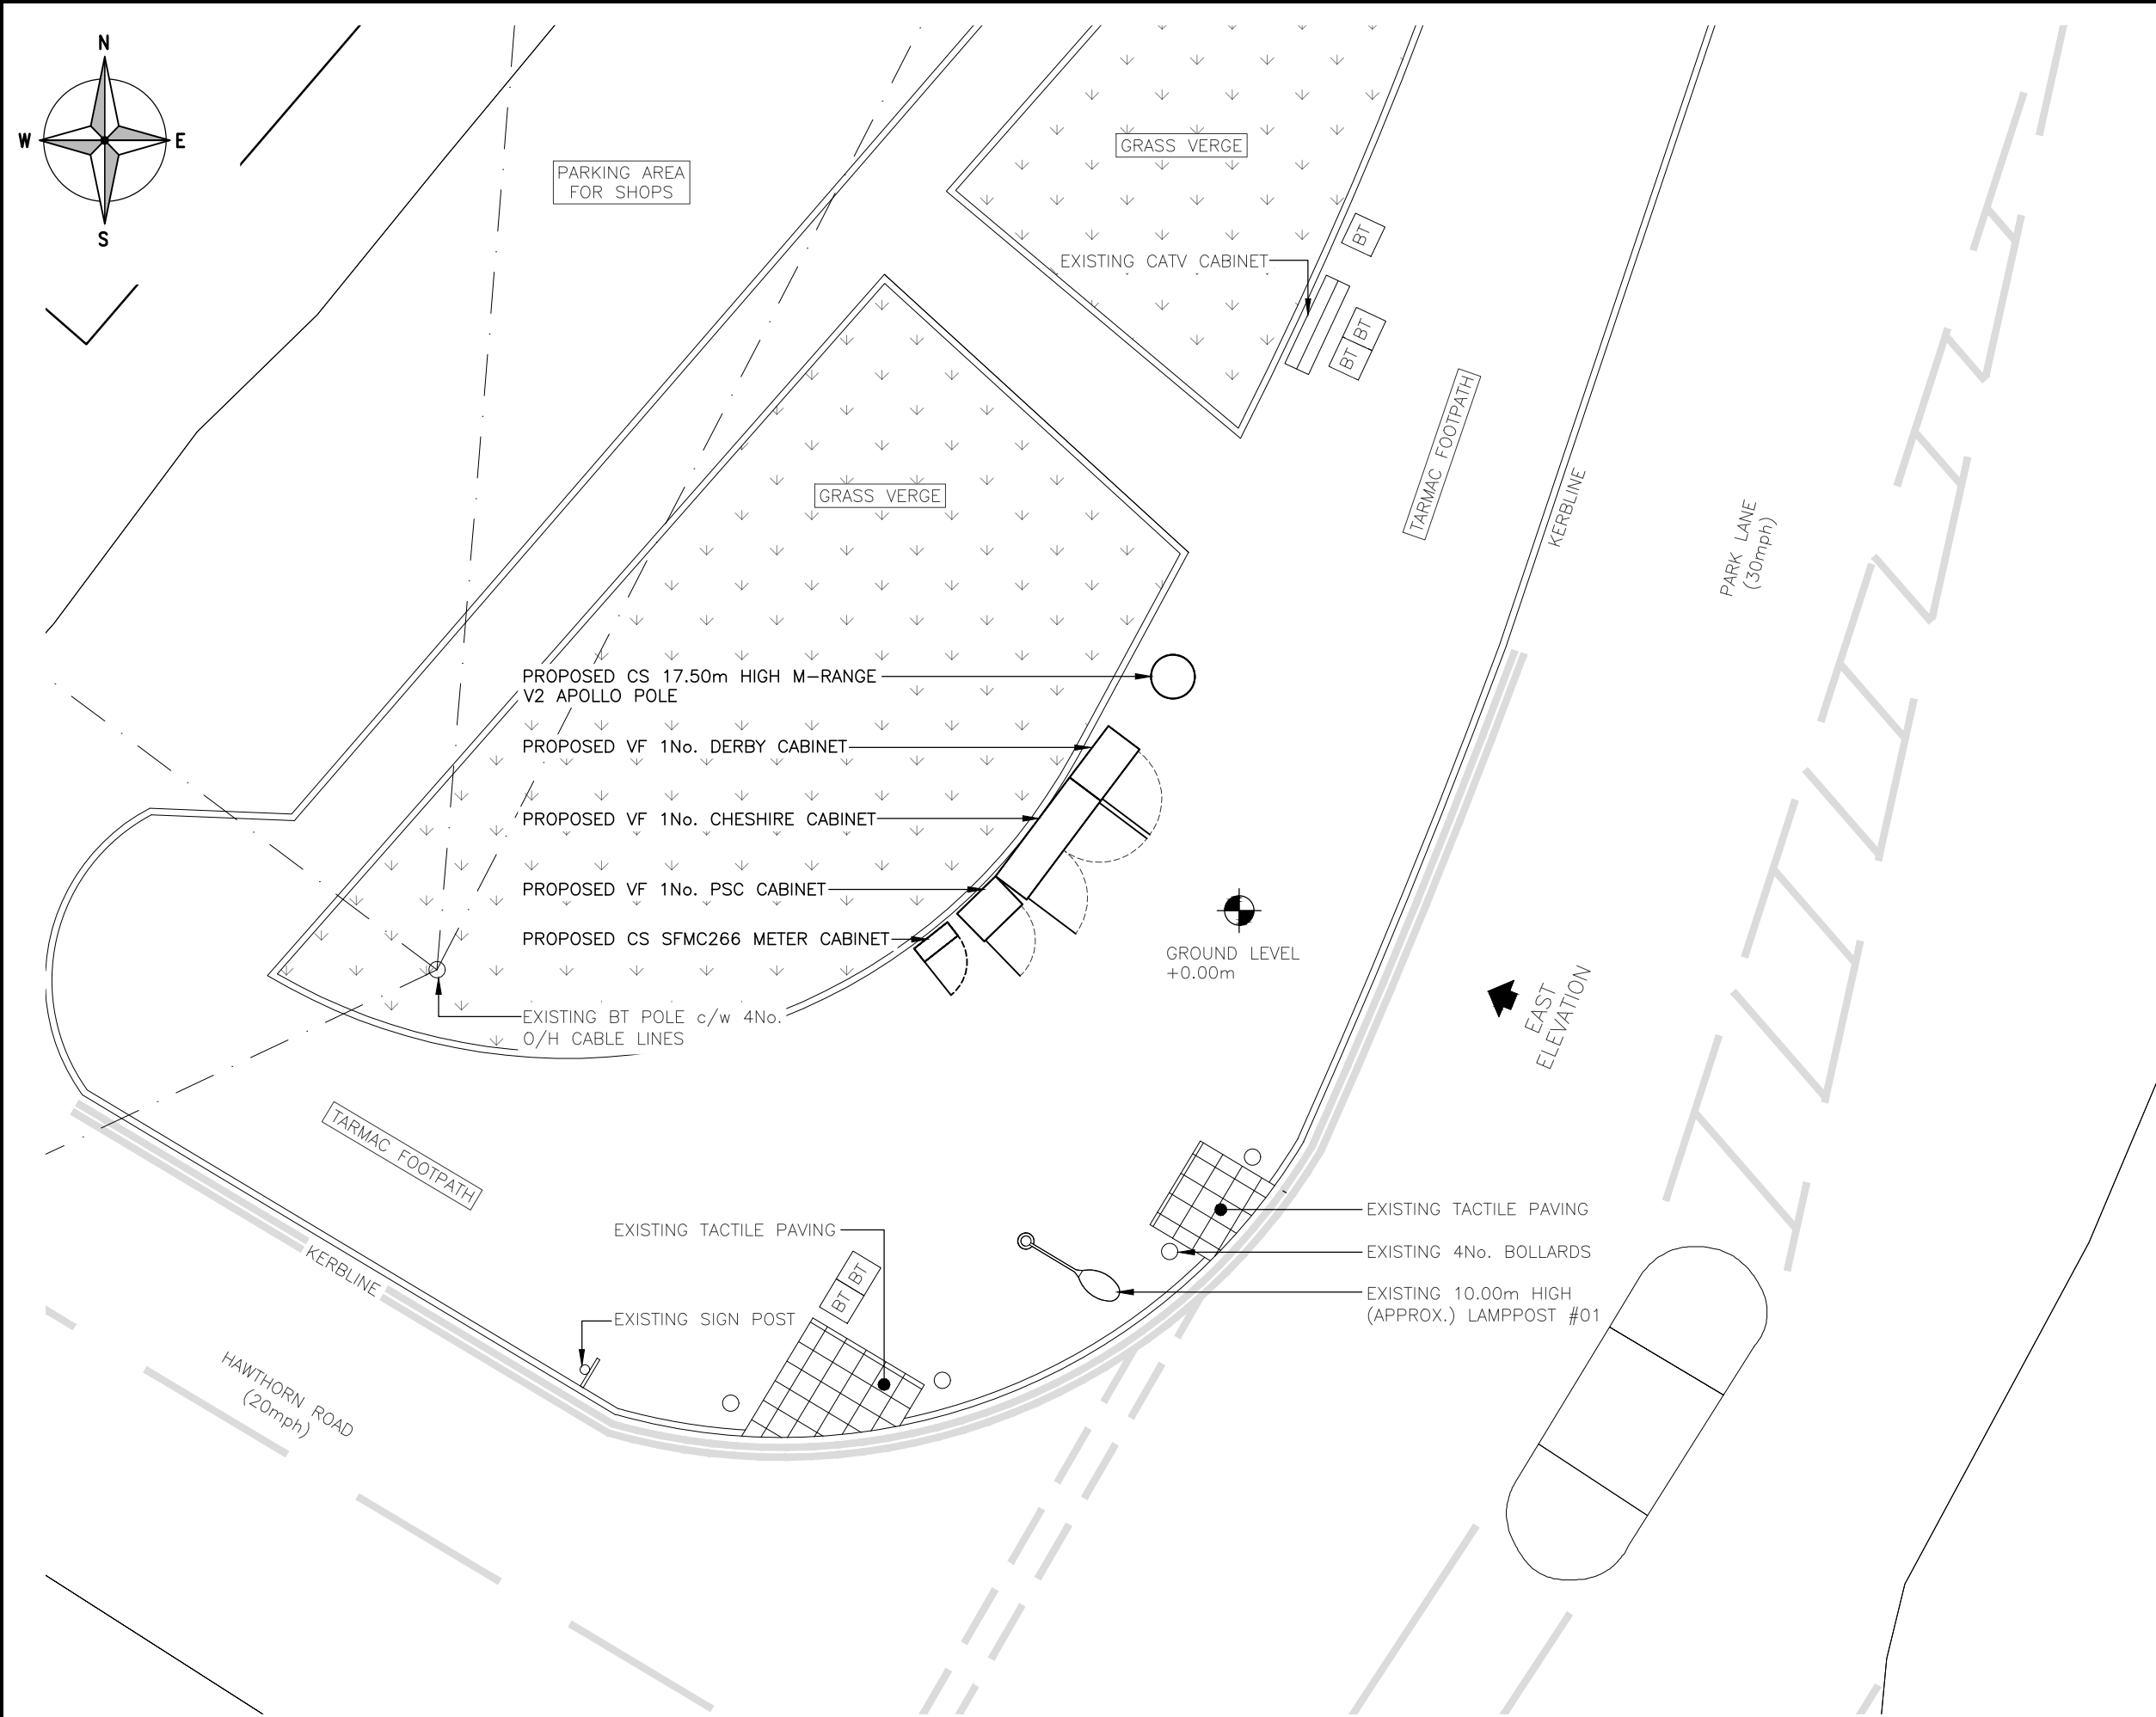 N
W
E
S
PARKING AREA
FOR SHOPS
GRASS VERGE
BT
EXISTING CATV CABINET
BT
BT
TARMAC FOOTPATH
KERBLINE
PARK LANE
(30mph)
GRASS VERGE
PROPOSED CS 17.50m HIGH M-RANGE
V2 APOLLO POLE
PROPOSED VF 1No. DERBY CABINET
PROPOSED VF 1No. CHESHIRE CABINET
PROPOSED VF 1No. PSC CABINET
PROPOSED CS SFMC266 METER CABINET
GROUND LEVEL
+0.00m
EAST
ELEVATION
EXISTING BT POLE c/w 4No.
O/H CABLE LINES
TARMAC FOOTPATH
EXISTING TACTILE PAVING
EXISTING TACTILE PAVING
EXISTING 4No. BOLLARDS
EXISTING 10.00m HIGH
(APPROX.) LAMPPOST #01
KERBLINE
BT
BT
EXISTING SIGN POST
HAWTHORN ROAD
(20mph)